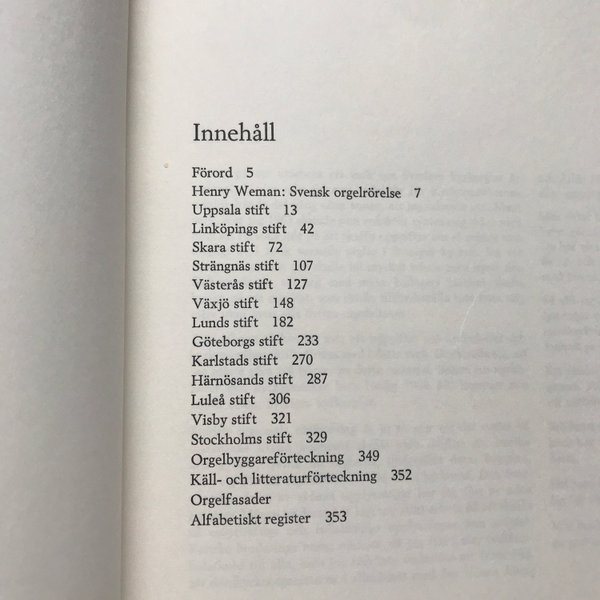 Innehåll
Förord 5
Henry Weman: Svensk orgelrörelse 7
Uppsala stift 13
Linköpings stift 42
Skara stift 72
Strängnäs stift 107
Västerås stift 127
Växjö stift 148
Lunds stift 182
Göteborgs stift 233
Karlstads stift 270
Härnösands stift 287
Luleå stift 306
Visby stift 321
Stockholms stift 329
Orgelbyggareförteckning 349
Käll- och litteraturförteckning 352
Orgelfasader
Alfabetiskt register 353